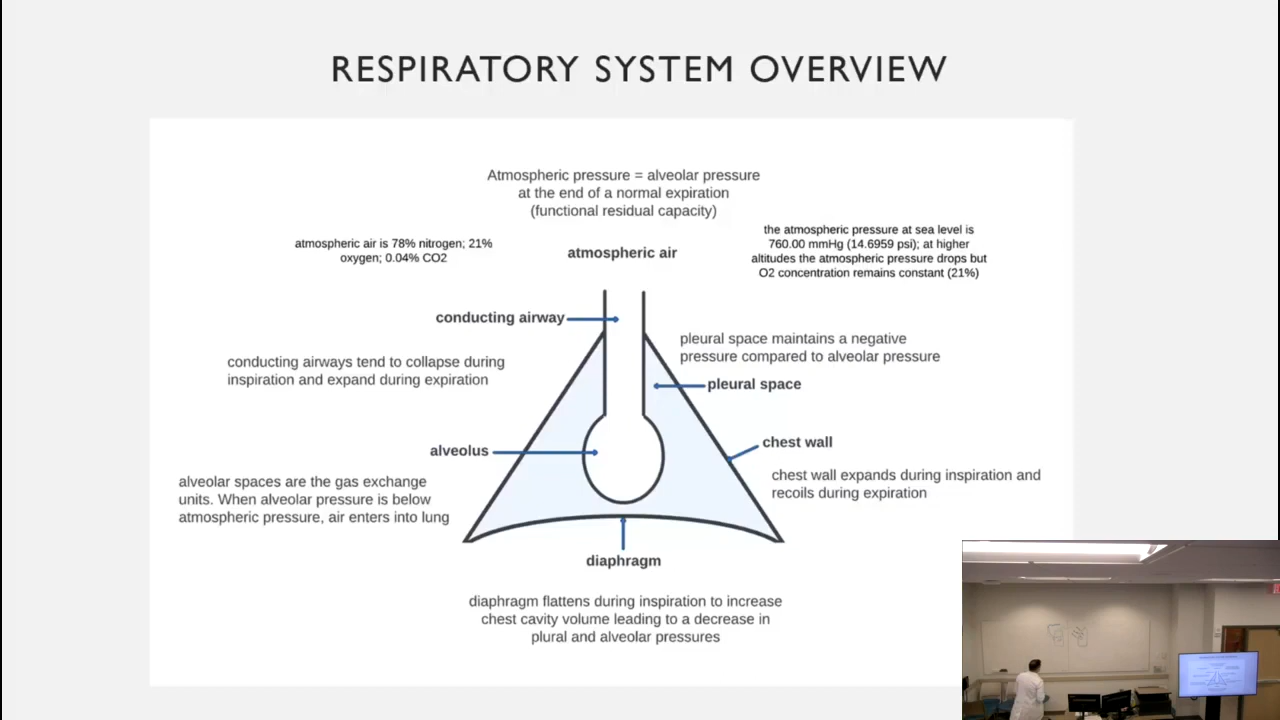 RESPIRATORY SYSTEM OVERVIEW
Atmospheric pressure = alveolar pressure
at the end of a normal expiration
(functional residual capacity)
atmospheric air is 78% nitrogen; 21%
oxygen; 0.04% CO2
atmospheric air
the atmospheric pressure at sea level is
760.00 mmHg (14.6959 psi); at higher
altitudes the atmospheric pressure drops but
O2 concentration remains constant (21%)
conducting airway
conducting airways tend to collapse during
inspiration and expand during expiration
pleural space maintains a negative
pressure compared to alveolar pressure
pleural space
chest wall
chest wall expands during inspiration and
recoils during expiration
alveolus
alveolar spaces are the gas exchange
units. When alveolar pressure is below
atmospheric pressure, air enters into lung
diaphragm
diaphragm flattens during inspiration to increase
chest cavity volume leading to a decrease in
plural and alveolar pressures